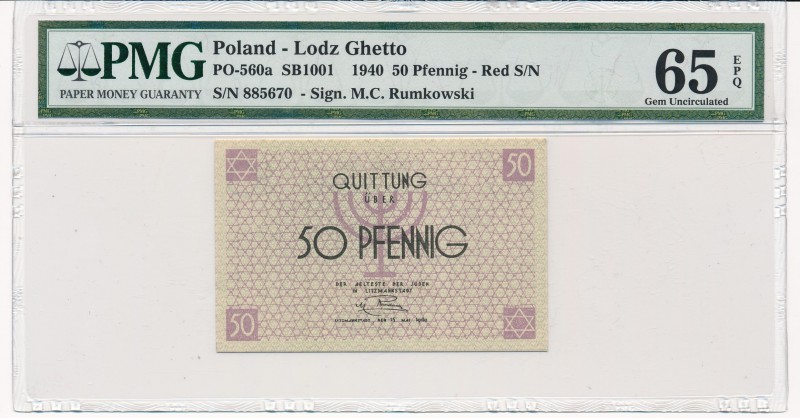 PMG
PAPER MONEY GUARANTY
Poland - Lodz Ghetto
PO-560a SB1001 1940 50 Pfennig - Red S/N
S/N 885670 - Sign. M.C. Rumkowski
65 EPQ
Gem Uncirculated
50
QUITTUNG
ÜBER
50 PFENNIG
DER AELTESTE DER JUDEN
IN LITZMANNSTADT
LITZMANNSTADT, DEN 15. MAI 1940
50